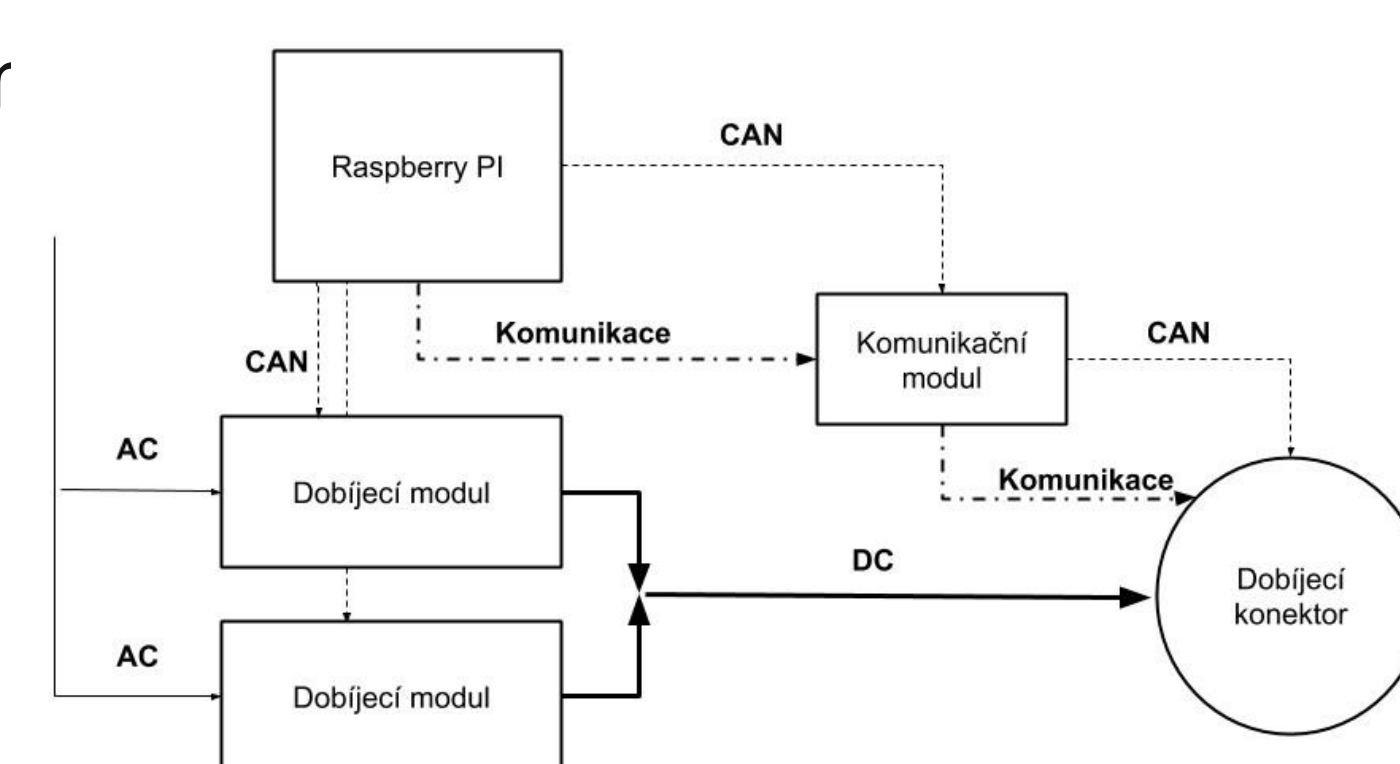 CAN
Raspberry PI
Komunikace
CAN
Komunikační
modul
CAN
AC
Dobíjecí modul
Komunikace
DC
Dobíjecí
konektor
AC
Dobíjecí modul